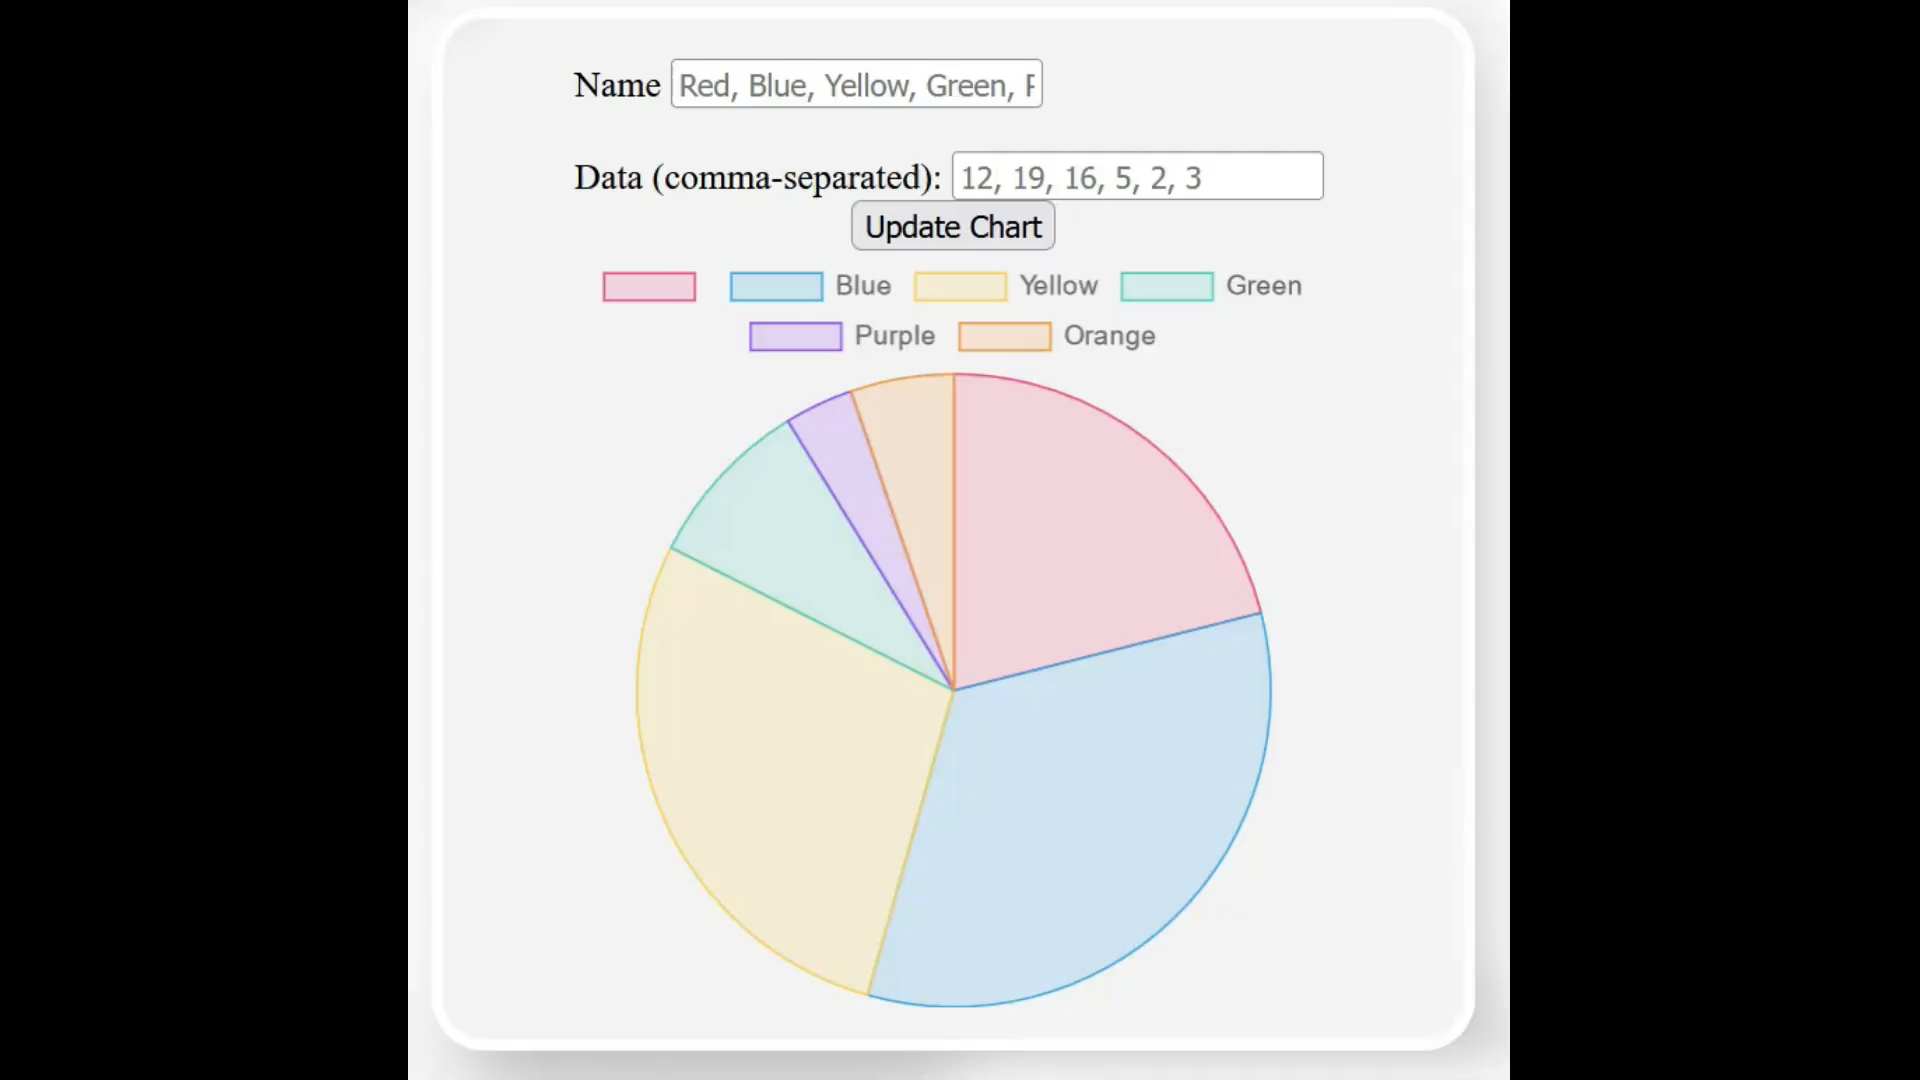 Name Red, Blue, Yellow, Green,
Data (comma-separated): 12, 19, 16, 5, 2, 3
Update Chart
Blue Yellow Green
Purple Orange